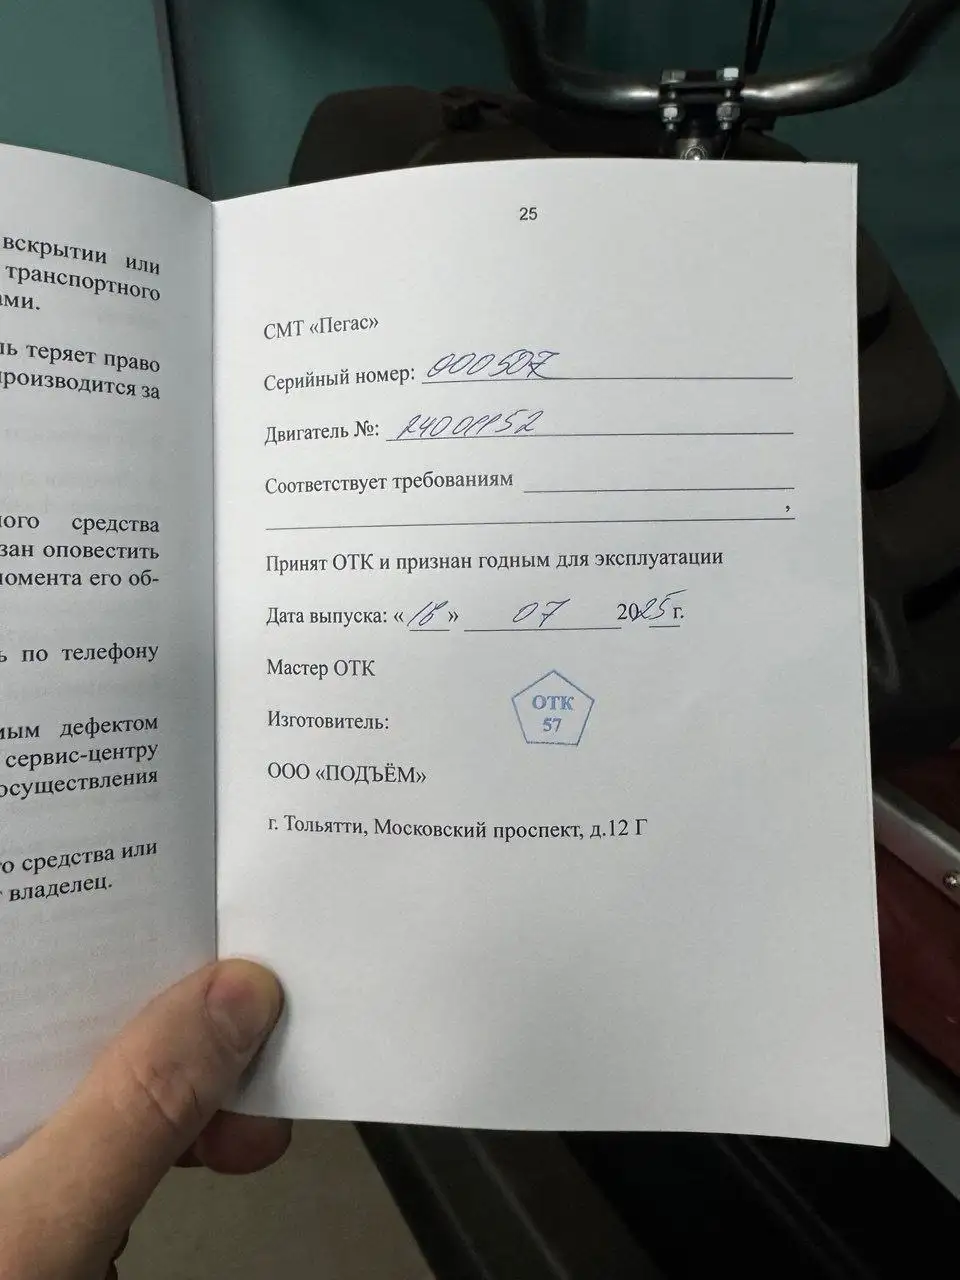 вскрытии или
транспортного
ами.
ль теряет право
производится за
ного средства
зан оповестить
момента его об-
ь по телефону
мым дефектом
сервис-центру
осуществления
го средства или
владелец.
25
СМТ «Пегас»
Серийный номер: 000507
Двигатель №: 24001152
Соответствует требованиям
,
Принят ОТК и признан годным для эксплуатации
Дата выпуска: «18» 07 2025 г.
Мастер ОТК
ОТК
57
Изготовитель:
ООО «ПОДЪЁМ»
г. Тольятти, Московский проспект, д.12 Г